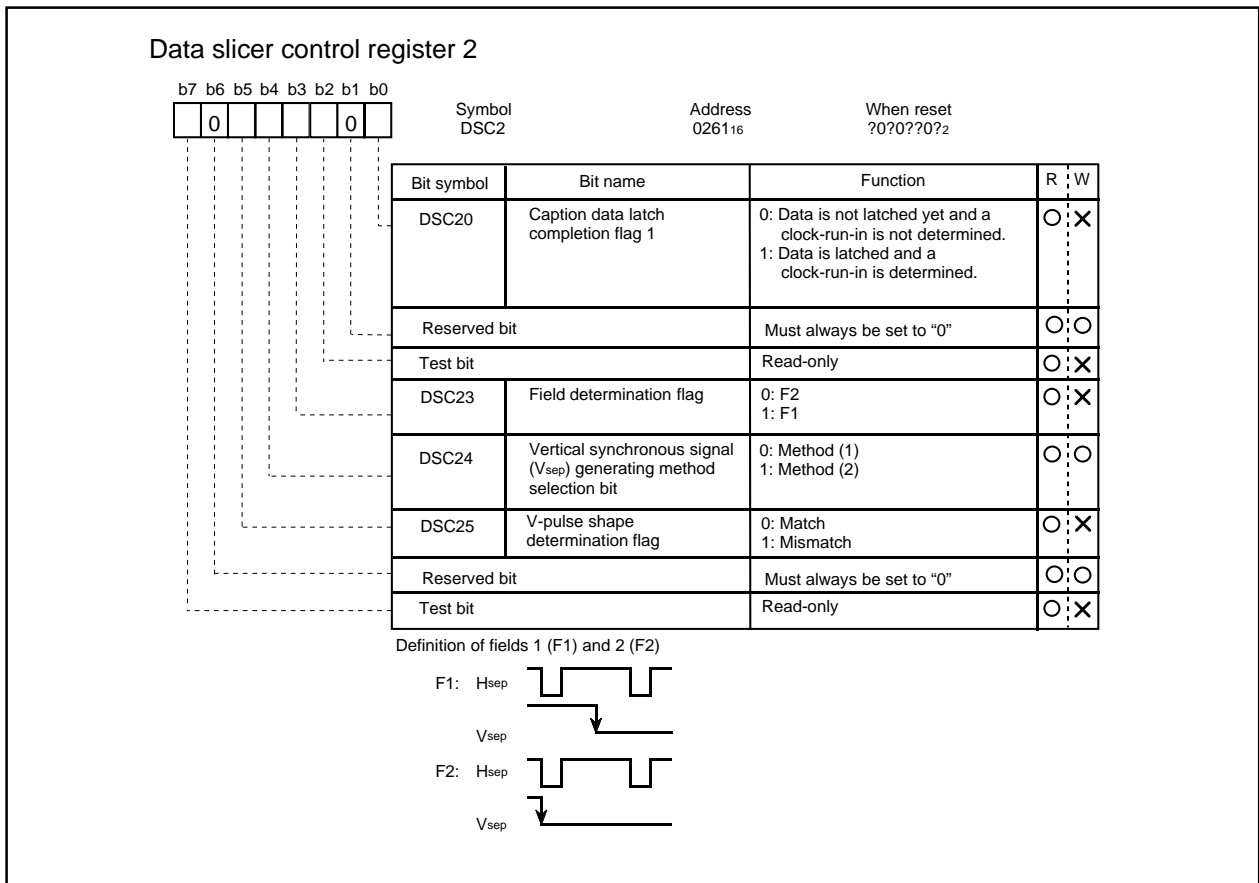 Data slicer control register 2
b7 b6 b5 b4 b3 b2 b1 b0
0 0
Symbol Address When reset
DSC2 026116 ?0?0??0?2
Bit symbol Bit name Function R W
DSC20 Caption data latch completion flag 1 0: Data is not latched yet and a
clock-run-in is not determined.
1: Data is latched and a
clock-run-in is determined.
Reserved bit Must always be set to “0”
Test bit Read-only
DSC23 Field determination flag 0: F2
1: F1
DSC24 Vertical synchronous signal (Vsep) generating method selection bit 0: Method (1)
1: Method (2)
DSC25 V-pulse shape determination flag 0: Match
1: Mismatch
Reserved bit Must always be set to “0”
Test bit Read-only
Definition of fields 1 (F1) and 2 (F2)
F1: Hsep
Vsep
F2: Hsep
Vsep